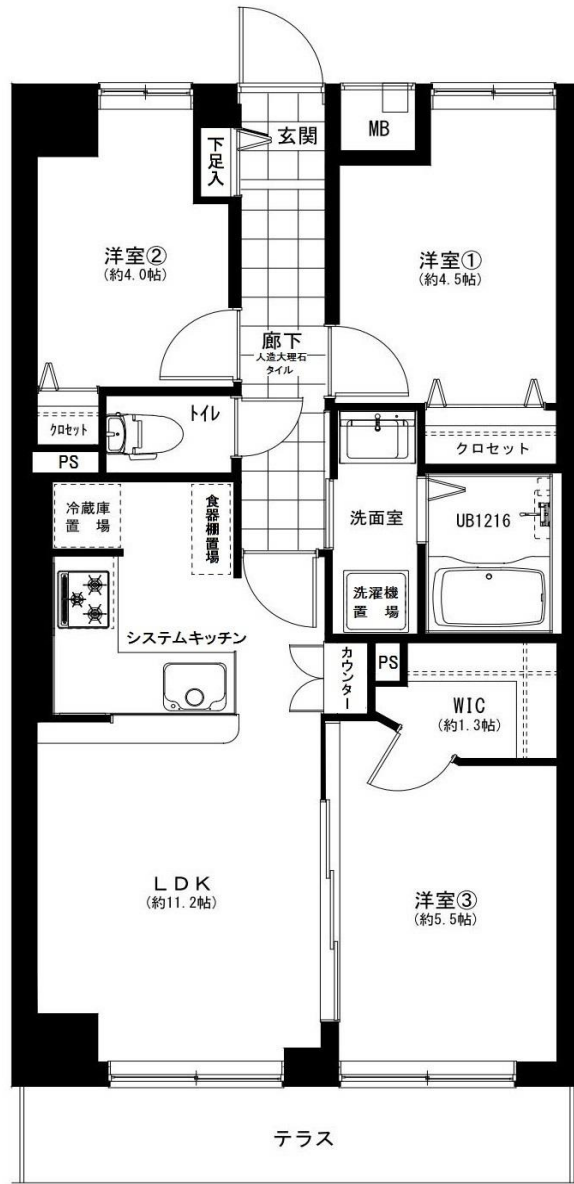 玄関
下足入
MB
洋室②
(約4.0帖)
洋室①
(約4.5帖)
廊下
人造大理石
タイル
トイレ
クロゼット
クロゼット
PS
冷蔵庫
置場
食器棚置場
洗面室
UB1216
洗濯機
置場
システムキッチン
カウンター
PS
WIC
(約1.3帖)
LDK
(約11.2帖)
洋室③
(約5.5帖)
テラス